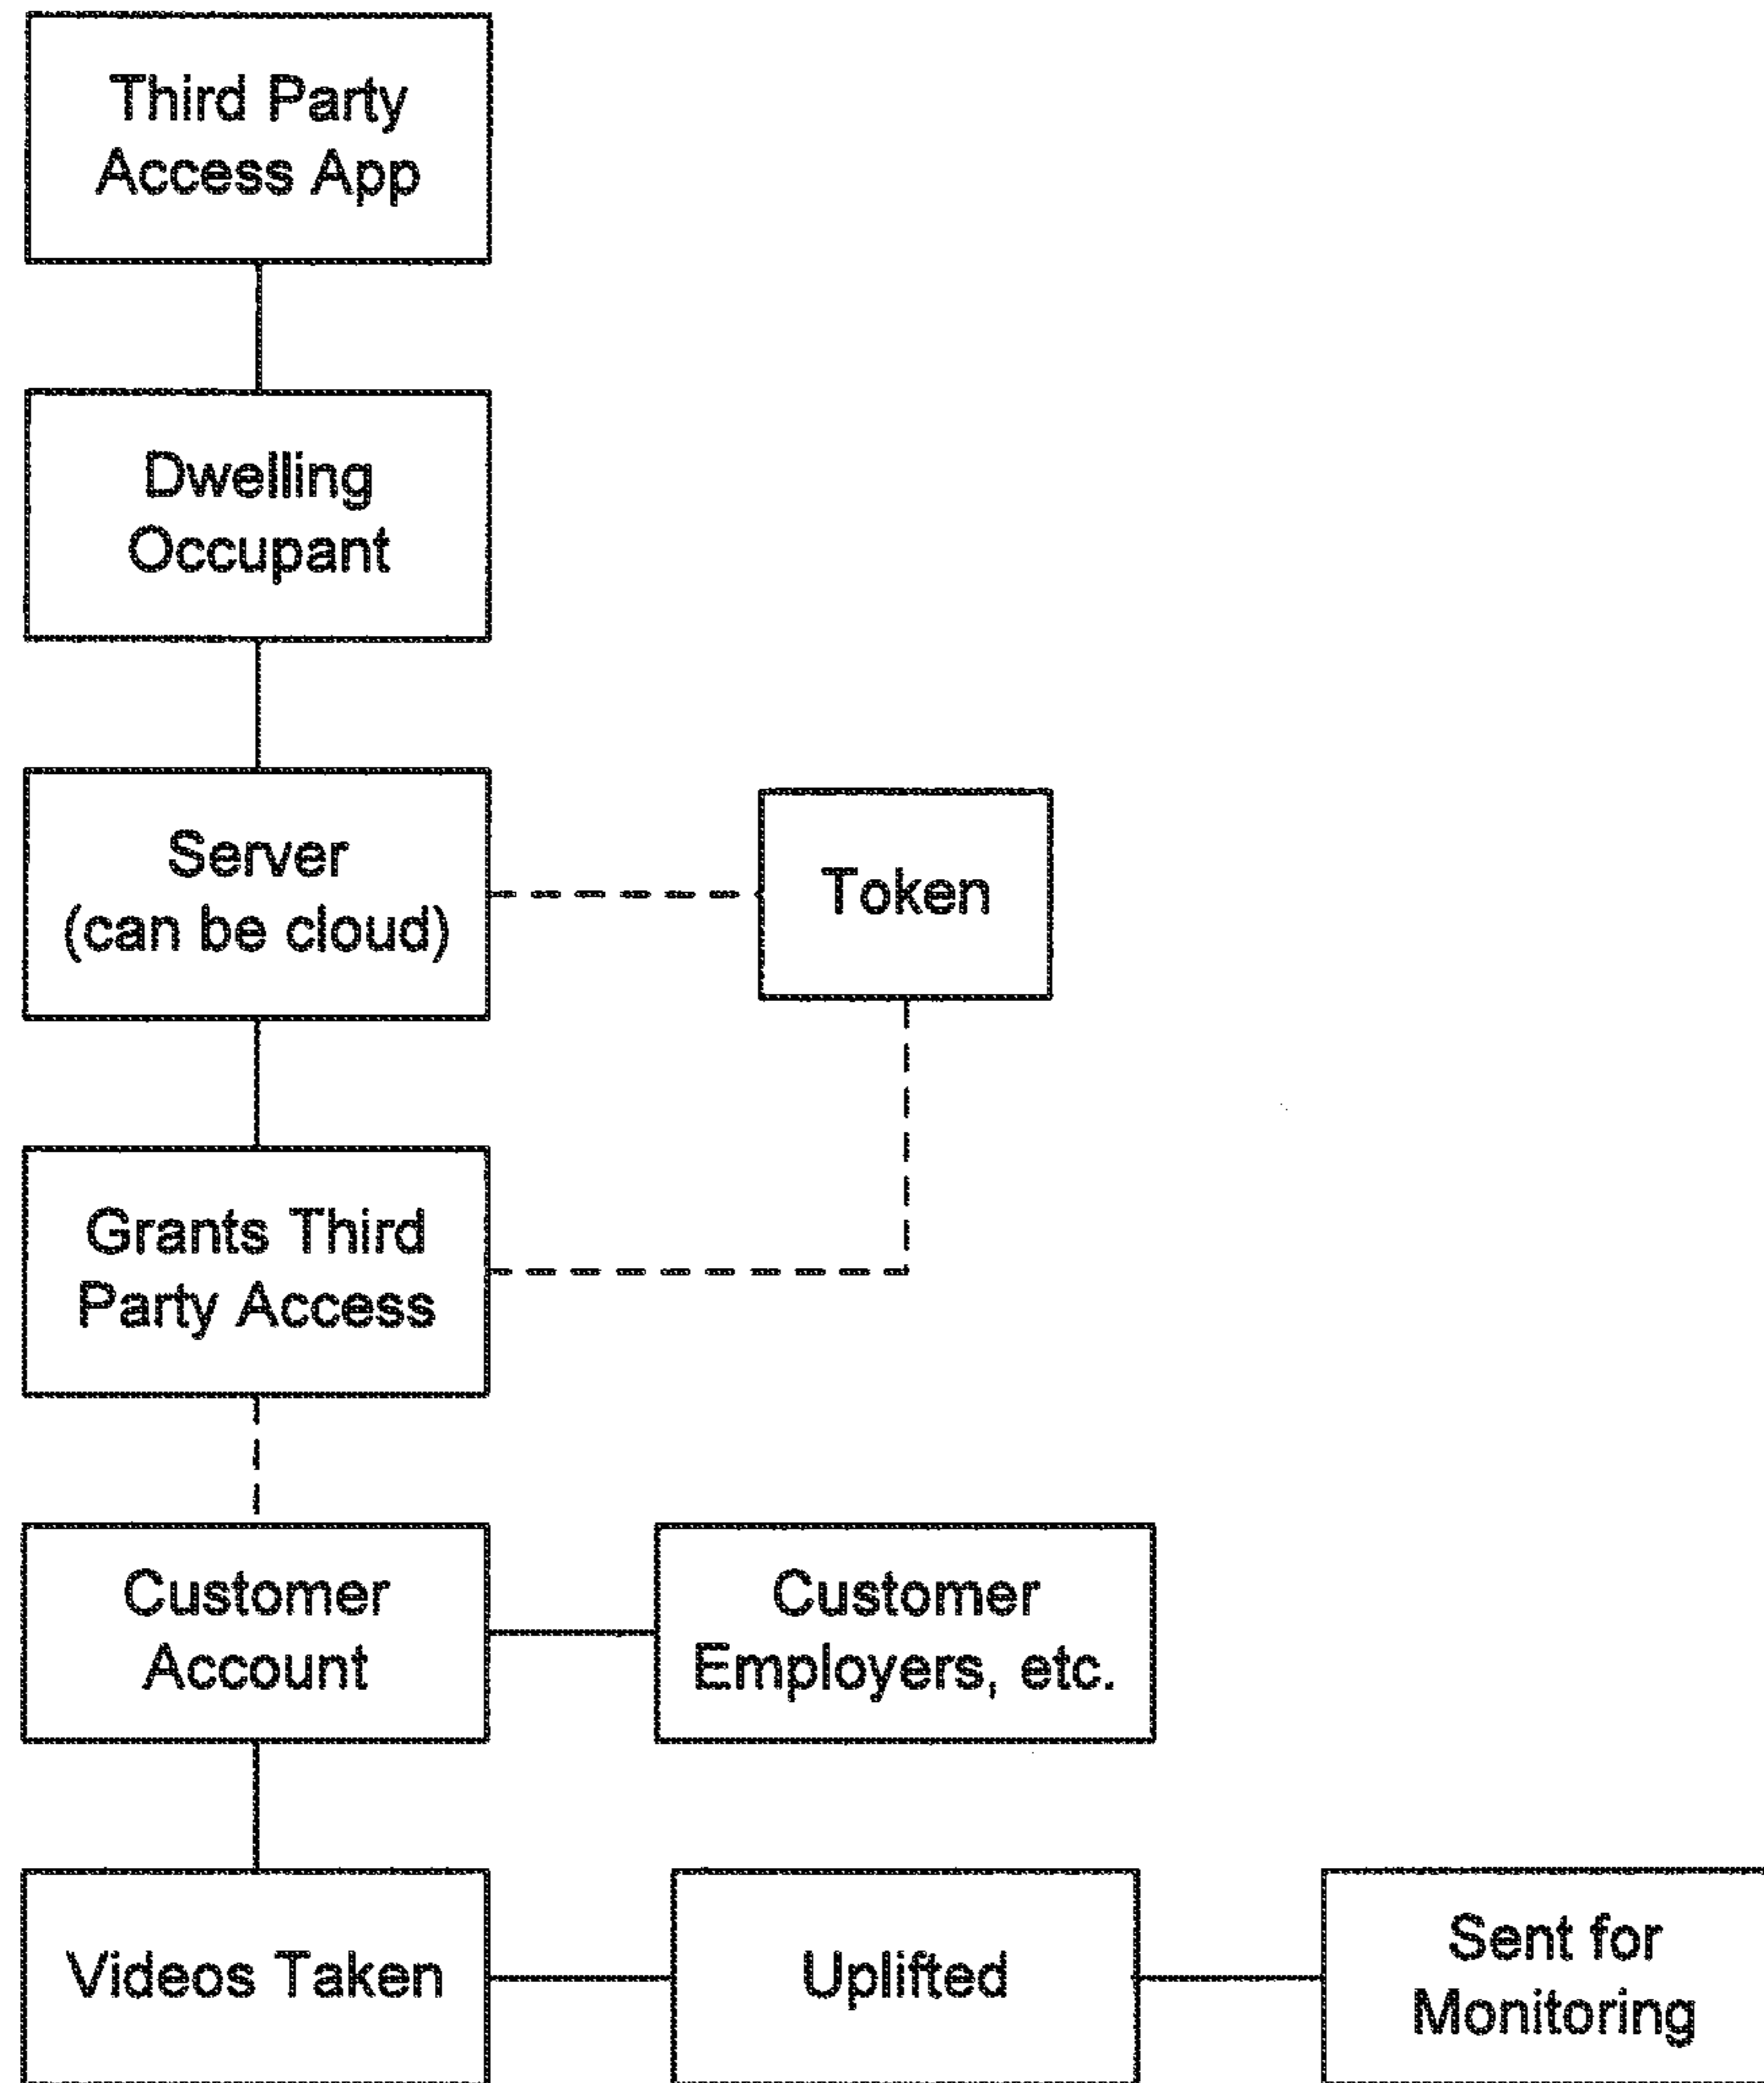 Third Party
Access App
Dwelling
Occupant
Server
(can be cloud)
Token
Grants Third
Party Access
Customer
Account
Customer
Employers, etc.
Videos Taken
Uplifted
Sent for
Monitoring